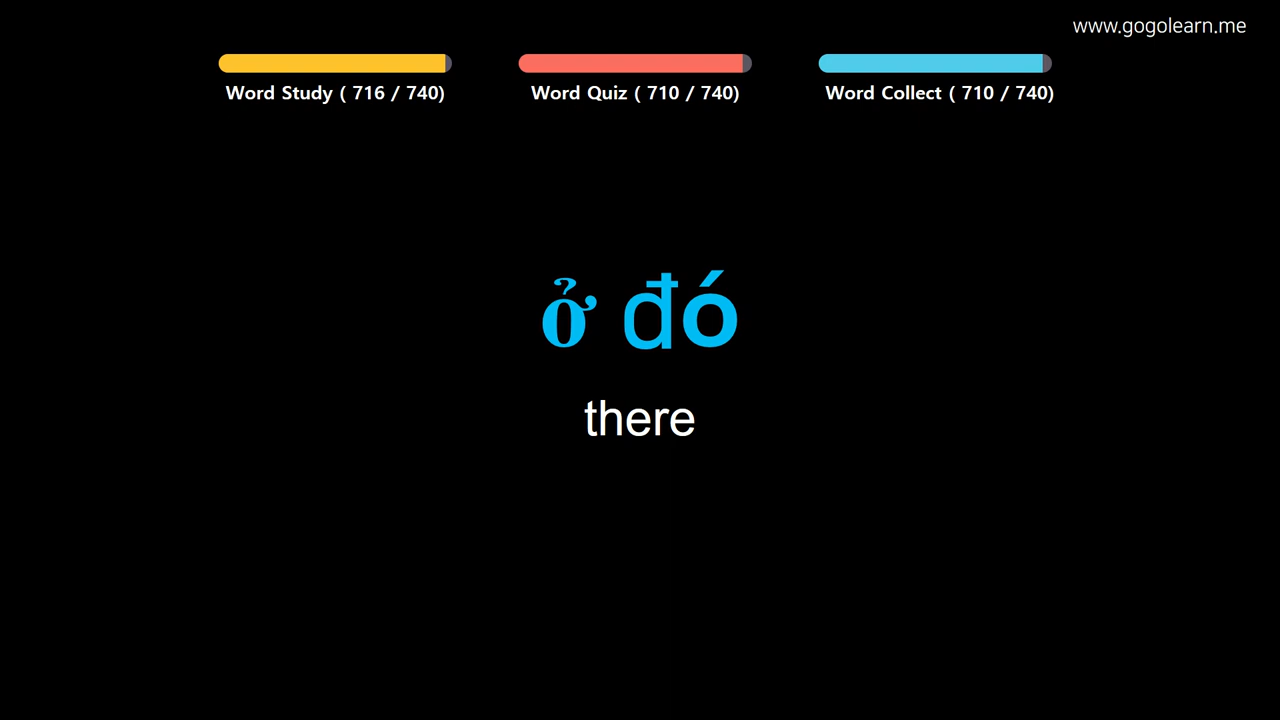 www.gogolearn.me
Word Study ( 716 / 740)
Word Quiz ( 710 / 740)
Word Collect ( 710 / 740)
ở đó
there